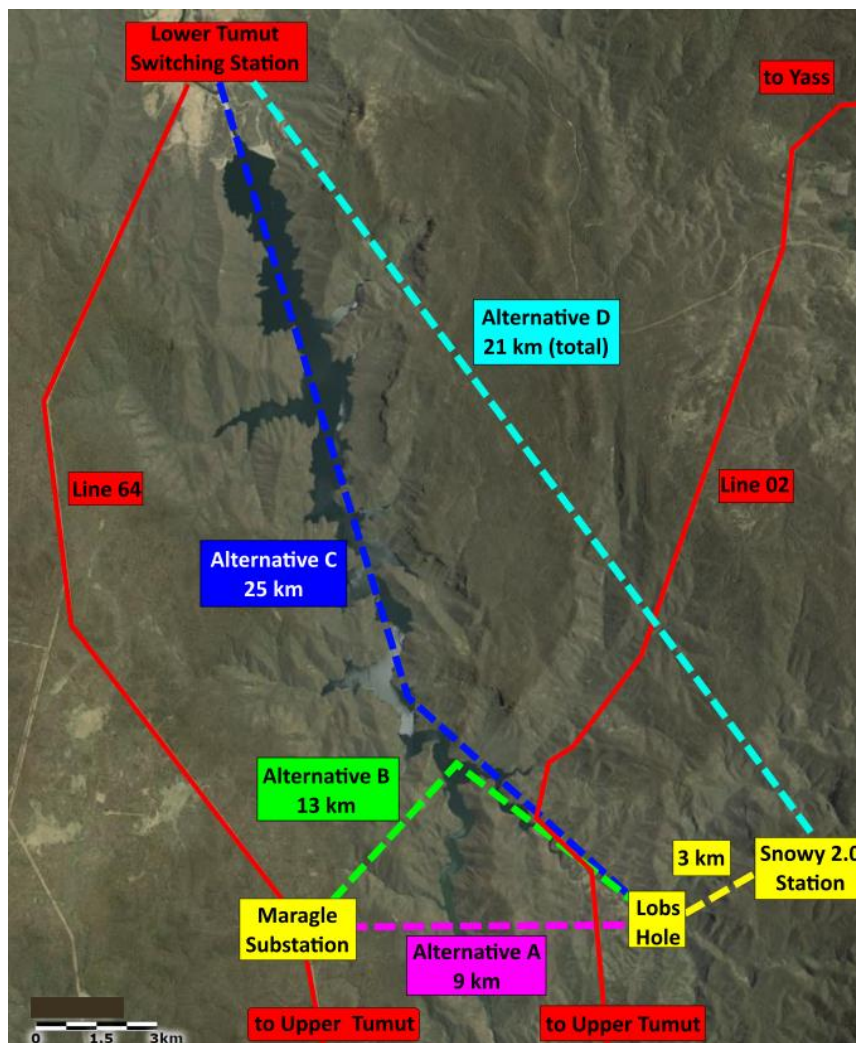 Lower Tumut
Switching Station
to Yass
Alternative D
21 km (total)
Line 64
Line 02
Alternative C
25 km
Alternative B
13 km
3 km
Snowy 2.0
Station
Maragle
Substation
Lobs
Hole
Alternative A
9 km
to Upper Tumut
to Upper Tumut
0 1.5 3km